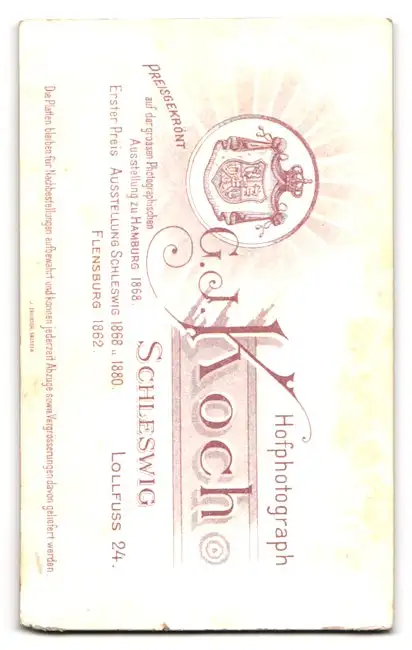 Hofphotograph
G. J. Koch
SCHLESWIG
LOLLFUSS 24.
PREISGEKRÖNT
auf der grossen Photographischen
Ausstellung zu HAMBURG 1868.
Erster Preis AUSSTELLUNG SCHLESWIG 1868 u. 1880.
FLENSBURG 1862.
Die Platten bleiben für Nachbestellungen aufbewahrt und können jederzeit Abzüge sowie Vergrösserungen davon geliefert werden